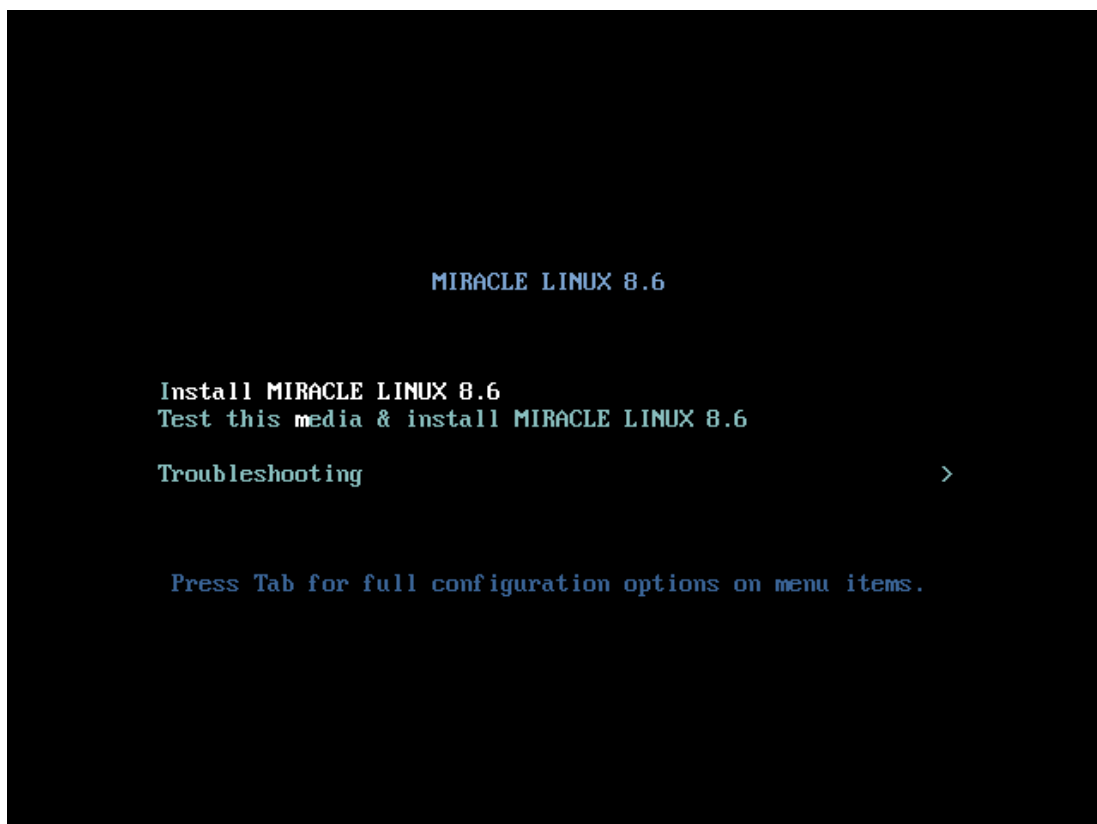 MIRACLE LINUX 8.6
Install MIRACLE LINUX 8.6
Test this media & install MIRACLE LINUX 8.6
Troubleshooting >
Press Tab for full configuration options on menu items.